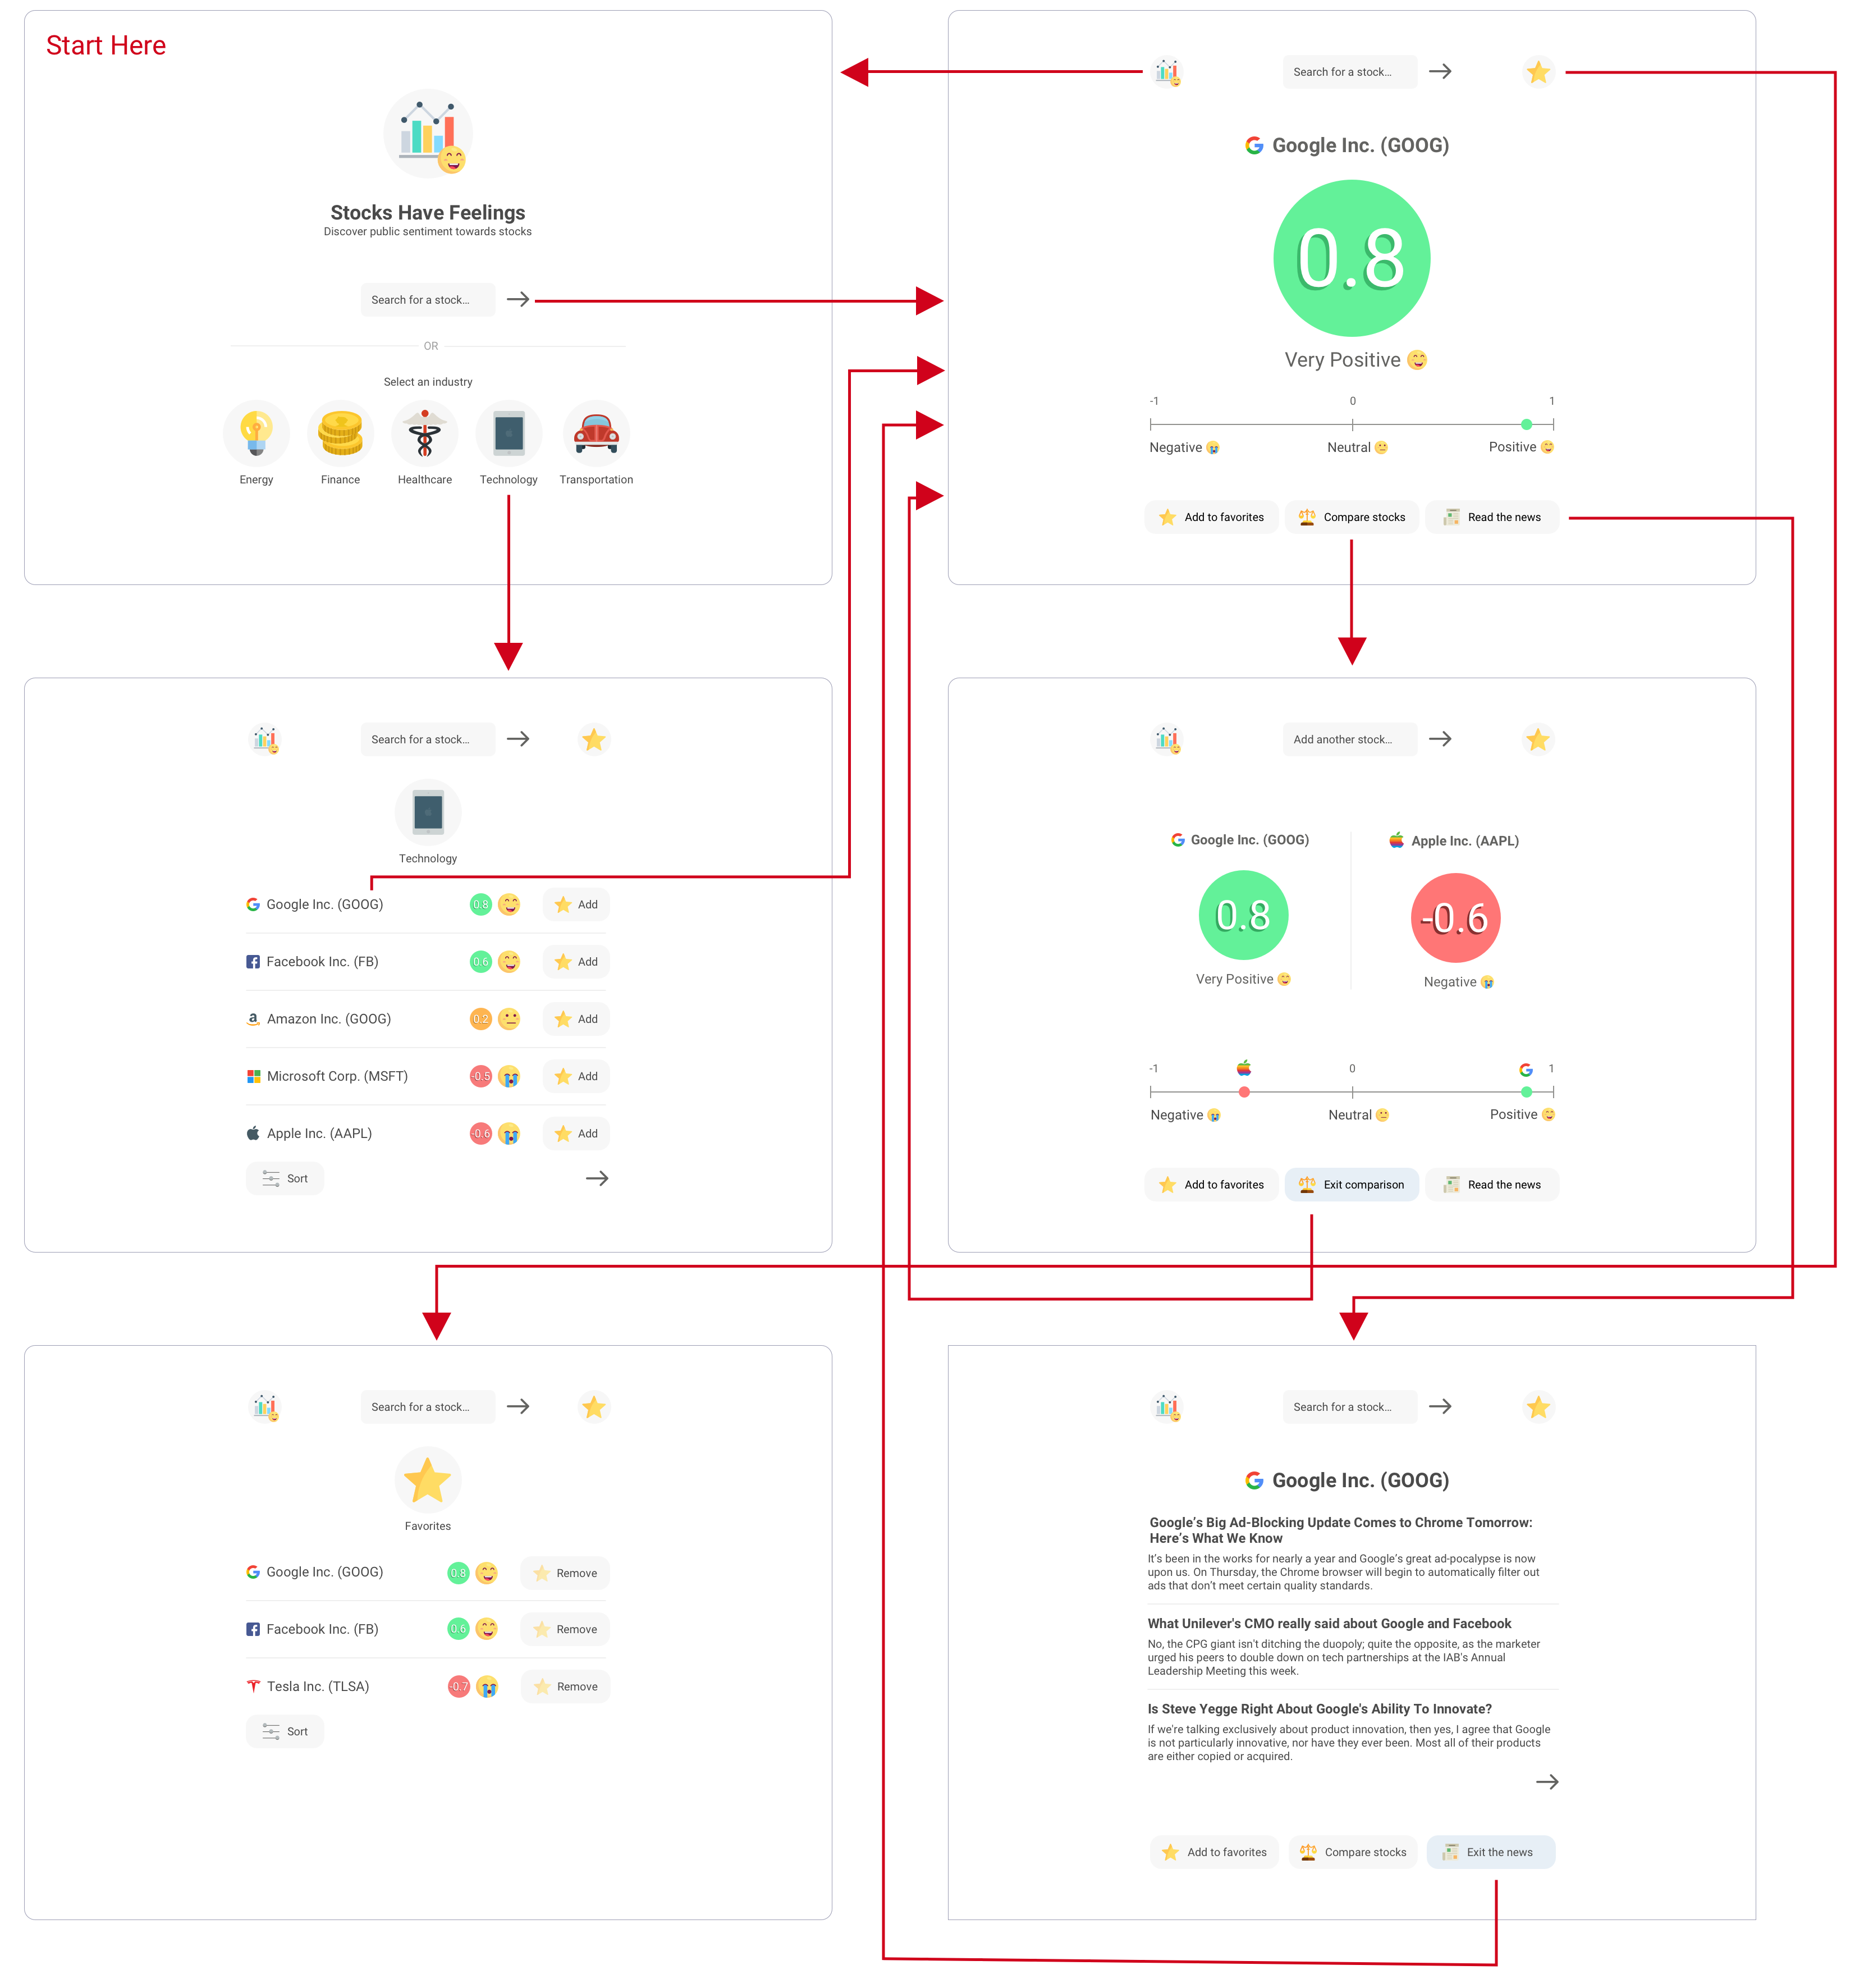 Start Here
Stocks Have Feelings
Discover public sentiment towards stocks
Search for a stock...
OR
Select an industry
Energy
Finance
Healthcare
Technology
Transportation
Search for a stock...
Google Inc. (GOOG)
0.8
Very Positive
-1
0
1
Negative
Neutral
Positive
Add to favorites
Compare stocks
Read the news
Search for a stock...
Technology
Google Inc. (GOOG)
0.8
Add
Facebook Inc. (FB)
0.6
Add
Amazon Inc. (GOOG)
0.2
Add
Microsoft Corp. (MSFT)
-0.5
Add
Apple Inc. (AAPL)
-0.6
Add
Sort
Add another stock...
Google Inc. (GOOG)
0.8
Very Positive
Apple Inc. (AAPL)
-0.6
Negative
-1
0
1
Negative
Neutral
Positive
Add to favorites
Exit comparison
Read the news
Search for a stock...
Favorites
Google Inc. (GOOG)
0.8
Remove
Facebook Inc. (FB)
0.6
Remove
Tesla Inc. (TLSA)
-0.7
Remove
Sort
Search for a stock...
Google Inc. (GOOG)
Google’s Big Ad-Blocking Update Comes to Chrome Tomorrow:
Here’s What We Know
It’s been in the works for nearly a year and Google’s great ad-pocalypse is now
upon us. On Thursday, the Chrome browser will begin to automatically filter out
ads that don’t meet certain quality standards.
What Unilever's CMO really said about Google and Facebook
No, the CPG giant isn't ditching the duopoly; quite the opposite, as the marketer
urged his peers to double down on tech partnerships at the IAB's Annual
Leadership Meeting this week.
Is Steve Yegge Right About Google's Ability To Innovate?
If we're talking exclusively about product innovation, then yes, I agree that Google
is not particularly innovative, nor have they ever been. Most all of their products
are either copied or acquired.
Add to favorites
Compare stocks
Exit the news